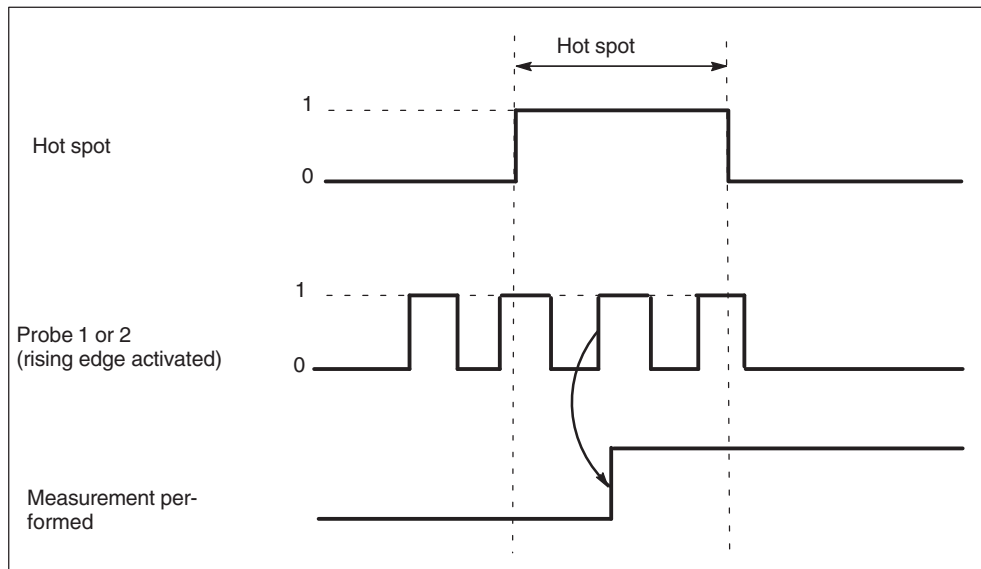 Hot spot
1
Hot spot
0
1
Probe 1 or 2
(rising edge activated)
0
Measurement per-
formed